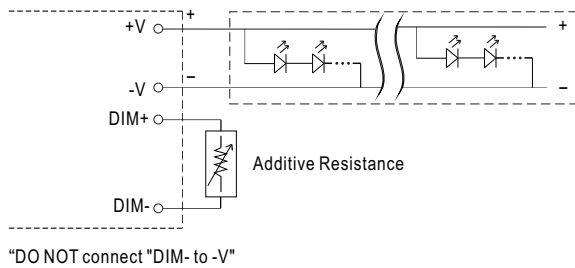 +V + +
-V − −
DIM+
Additive Resistance
DIM-
“DO NOT connect "DIM- to -V"